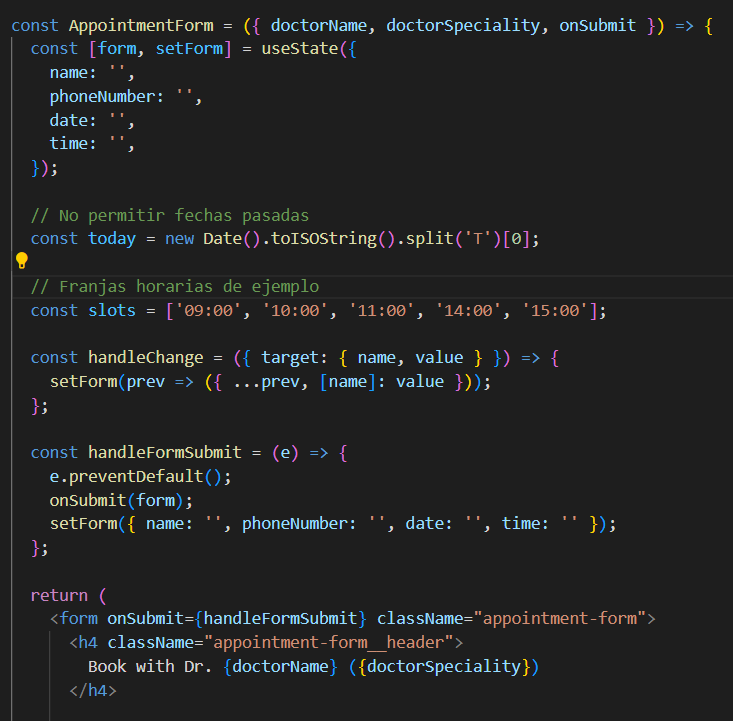 const AppointmentForm = ({ doctorName, doctorSpeciality, onSubmit }) => {
  const [form, setForm] = useState({
    name: '',
    phoneNumber: '',
    date: '',
    time: '',
  });

  // No permitir fechas pasadas
  const today = new Date().toISOString().split('T')[0];

  // Franjas horarias de ejemplo
  const slots = ['09:00', '10:00', '11:00', '14:00', '15:00'];

  const handleChange = ({ target: { name, value } }) => {
    setForm(prev => ({ ...prev, [name]: value }));
  };

  const handleFormSubmit = (e) => {
    e.preventDefault();
    onSubmit(form);
    setForm({ name: '', phoneNumber: '', date: '', time: '' });
  };

  return (
    <form onSubmit={handleFormSubmit} className="appointment-form">
      <h4 className="appointment-form__header">
        Book with Dr. {doctorName} ({doctorSpeciality})
      </h4>